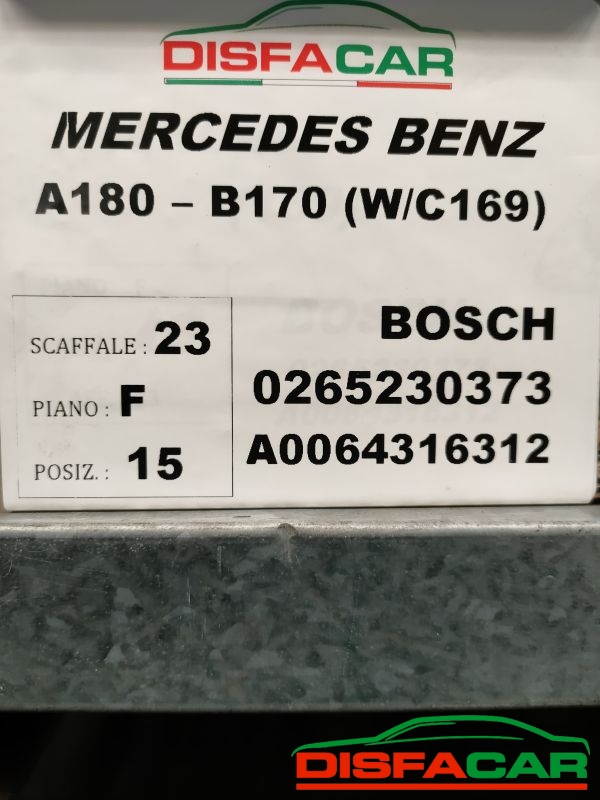 DISFACAR
MERCEDES BENZ
A180 – B170 (W/C169)
SCAFFALE : 23
PIANO : F
POSIZ. : 15
BOSCH
0265230373
A0064316312
DISFACAR